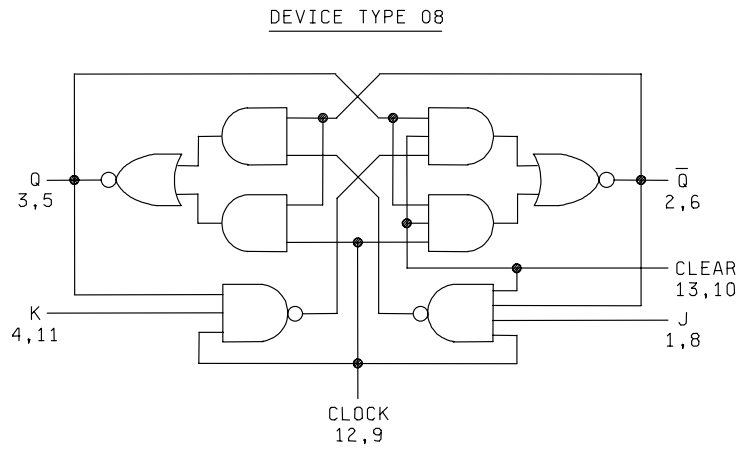 DEVICE TYPE 08
Q
3,5
Q̅
2,6
CLEAR
13,10
K
4,11
J
1,8
CLOCK
12,9